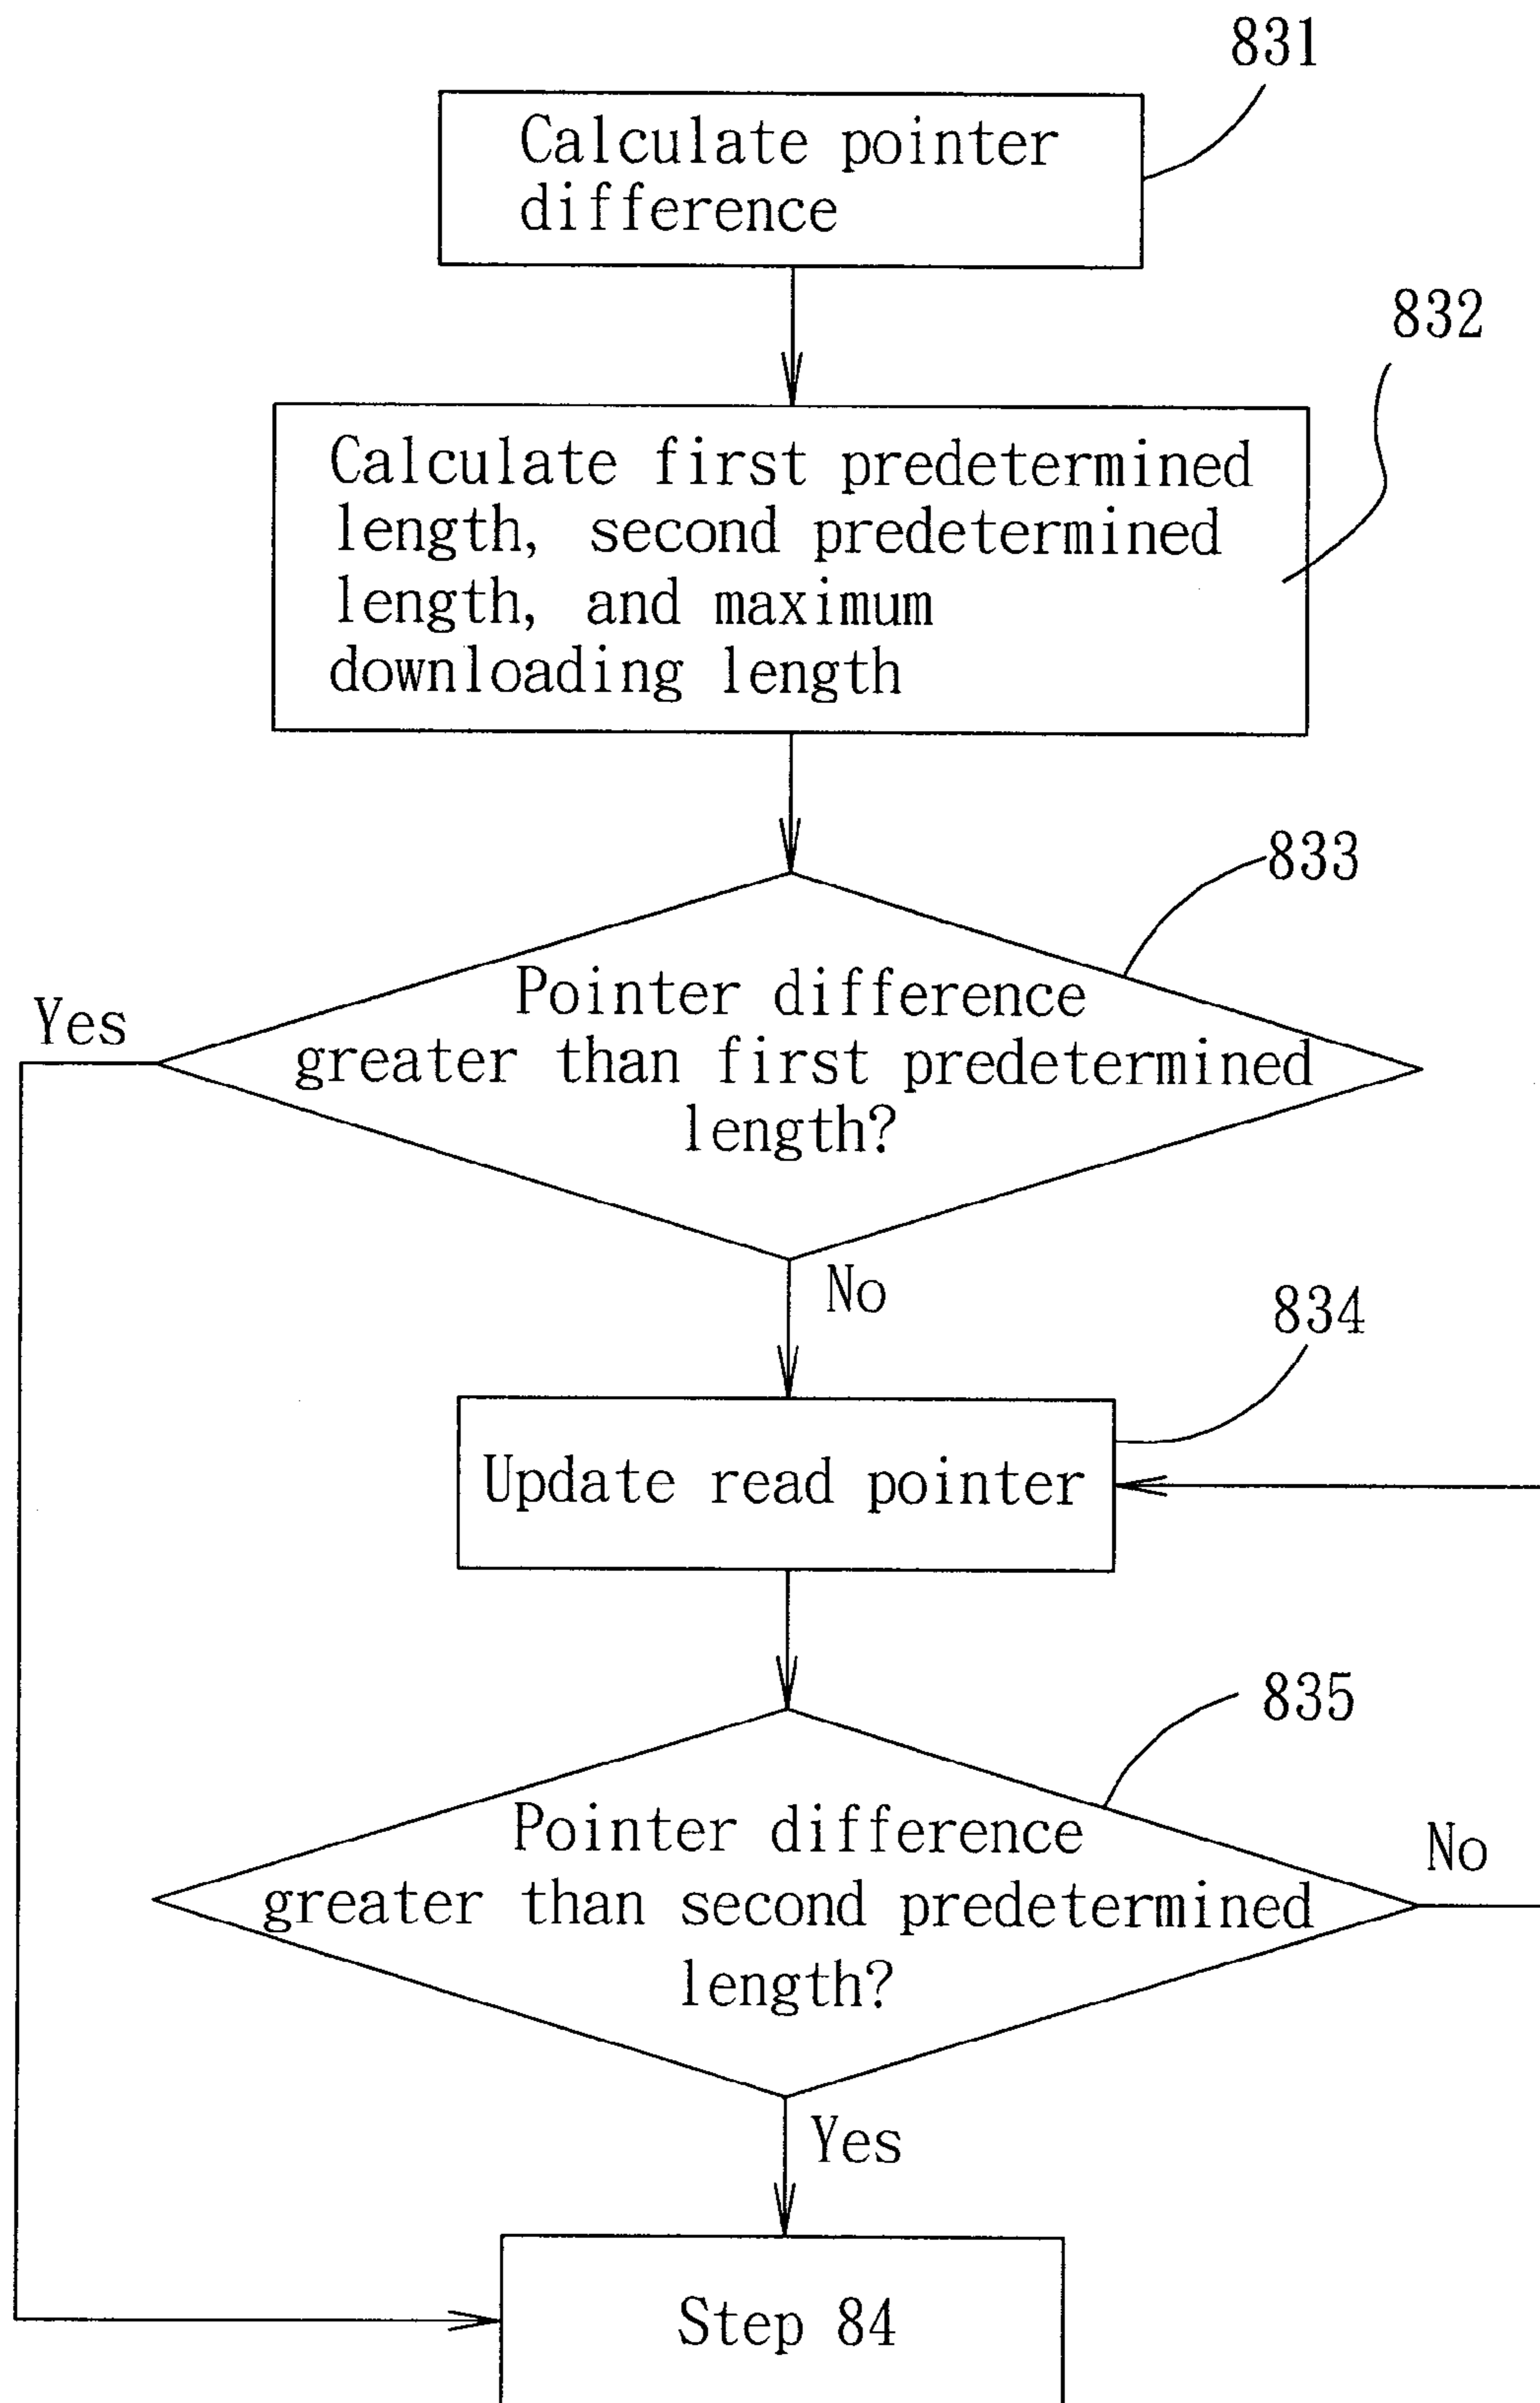 831
Calculate pointer
difference
832
Calculate first predetermined
length, second predetermined
length, and maximum
downloading length
833
Pointer difference
greater than first predetermined
length?
Yes
No
834
Update read pointer
835
Pointer difference
greater than second predetermined
length?
No
Yes
Step 84